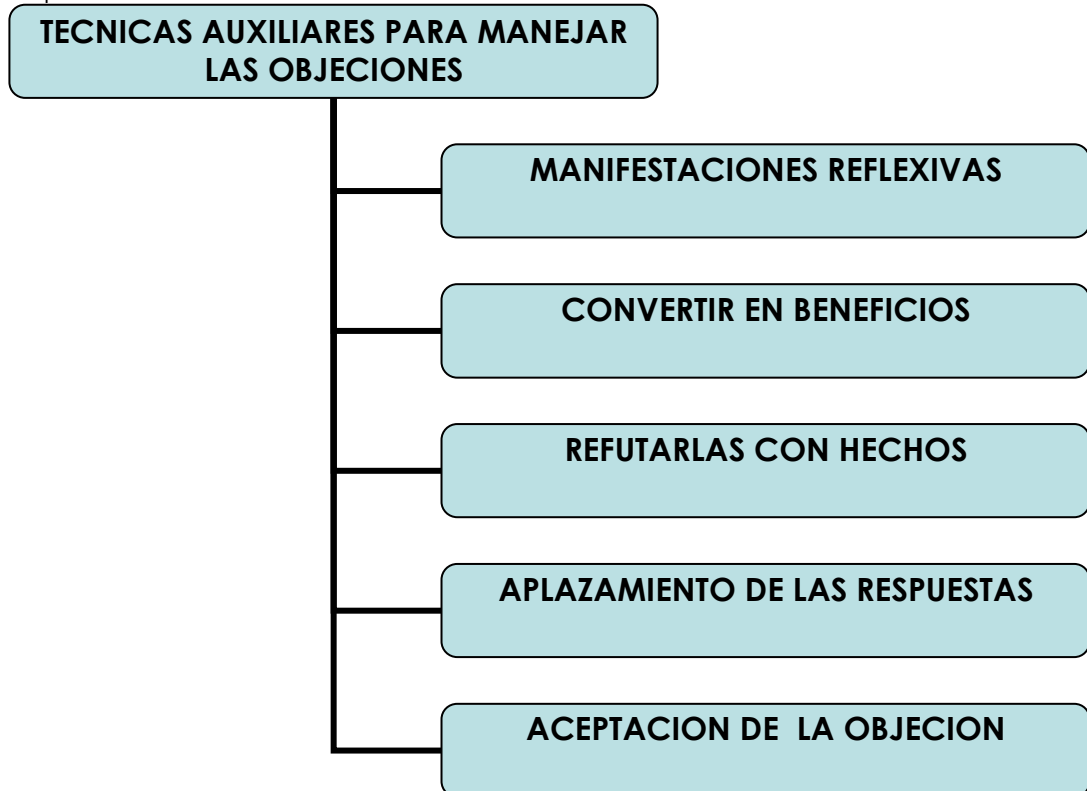 TECNICAS AUXILIARES PARA MANEJAR
LAS OBJECIONES
MANIFESTACIONES REFLEXIVAS
CONVERTIR EN BENEFICIOS
REFUTARLAS CON HECHOS
APLAZAMIENTO DE LAS RESPUESTAS
ACEPTACION DE LA OBJECION